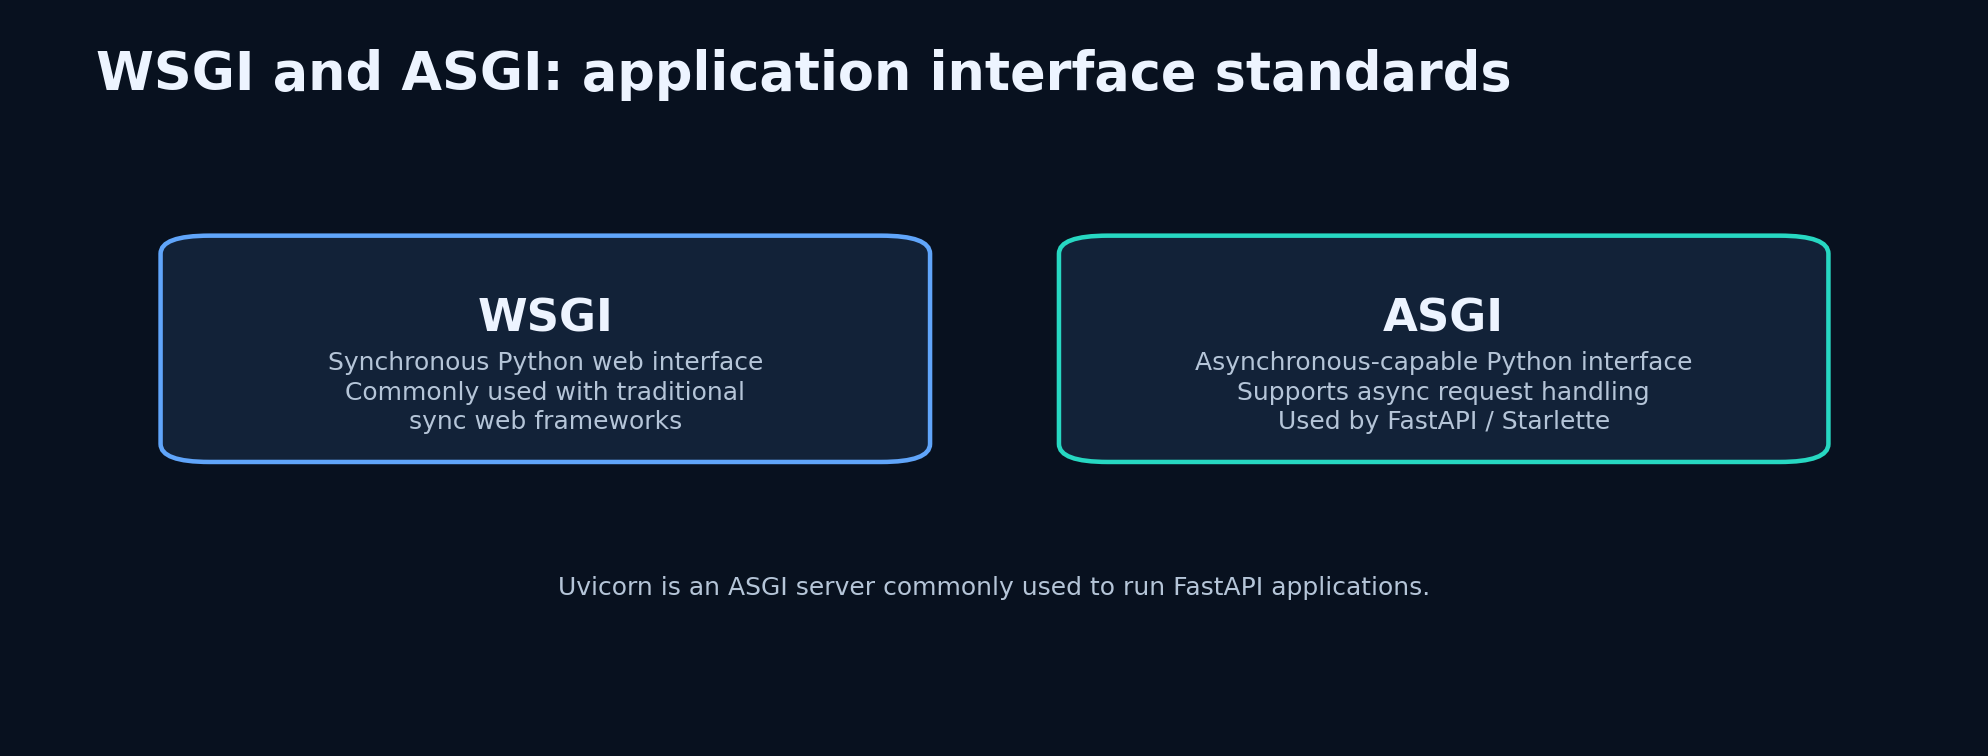 WSGI and ASGI: application interface standards
WSGI
Synchronous Python web interface
Commonly used with traditional
sync web frameworks
ASGI
Asynchronous-capable Python interface
Supports async request handling
Used by FastAPI / Starlette
Uvicorn is an ASGI server commonly used to run FastAPI applications.